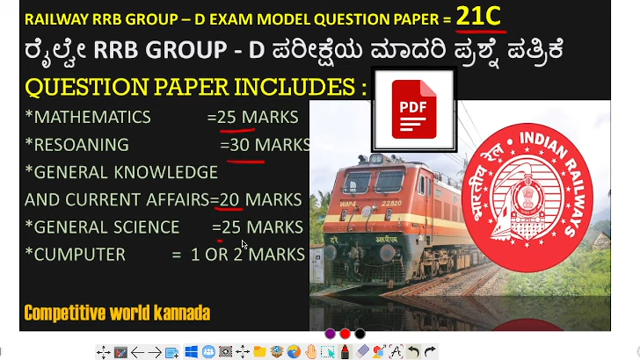 RAILWAY RRB GROUP – D EXAM MODEL QUESTION PAPER = 21C
ರೈಲ್ವೇ RRB GROUP - D ಪರೀಕ್ಷೆಯ ಮಾದರಿ ಪ್ರಶ್ನೆ ಪತ್ರಿಕೆ
QUESTION PAPER INCLUDES :
PDF
*MATHEMATICS =25 MARKS
*RESOANING =30 MARKS
*GENERAL KNOWLEDGE
AND CURRENT AFFAIRS=20 MARKS
*GENERAL SCIENCE =25 MARKS
*CUMPUTER = 1 OR 2 MARKS
भारतीय रेल
INDIAN RAILWAYS
WAP4 22820
Competitive world kannada